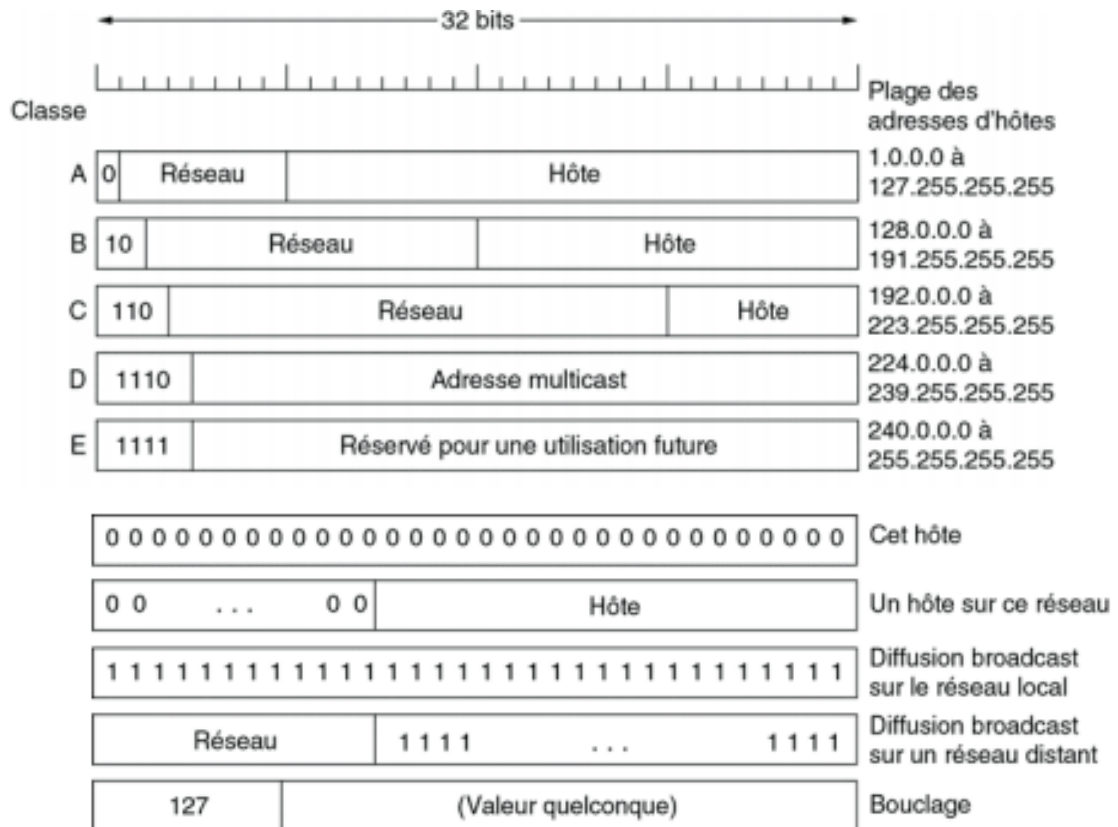 32 bits
Classe
Plage des
adresses d'hôtes
A 0 Réseau Hôte 1.0.0.0 à
127.255.255.255
B 10 Réseau Hôte 128.0.0.0 à
191.255.255.255
C 110 Réseau Hôte 192.0.0.0 à
223.255.255.255
D 1110 Adresse multicast 224.0.0.0 à
239.255.255.255
E 1111 Réservé pour une utilisation future 240.0.0.0 à
255.255.255.255
0 0 0 0 0 0 0 0 0 0 0 0 0 0 0 0 0 0 0 0 0 0 0 0 0 0 0 0 0 0 0 0 Cet hôte
0 0 ... 0 0 Hôte Un hôte sur ce réseau
1 1 1 1 1 1 1 1 1 1 1 1 1 1 1 1 1 1 1 1 1 1 1 1 1 1 1 1 1 1 1 1 Diffusion broadcast
sur le réseau local
Réseau 1 1 1 1 ... 1 1 1 1 Diffusion broadcast
sur un réseau distant
127 (Valeur quelconque) Bouclage